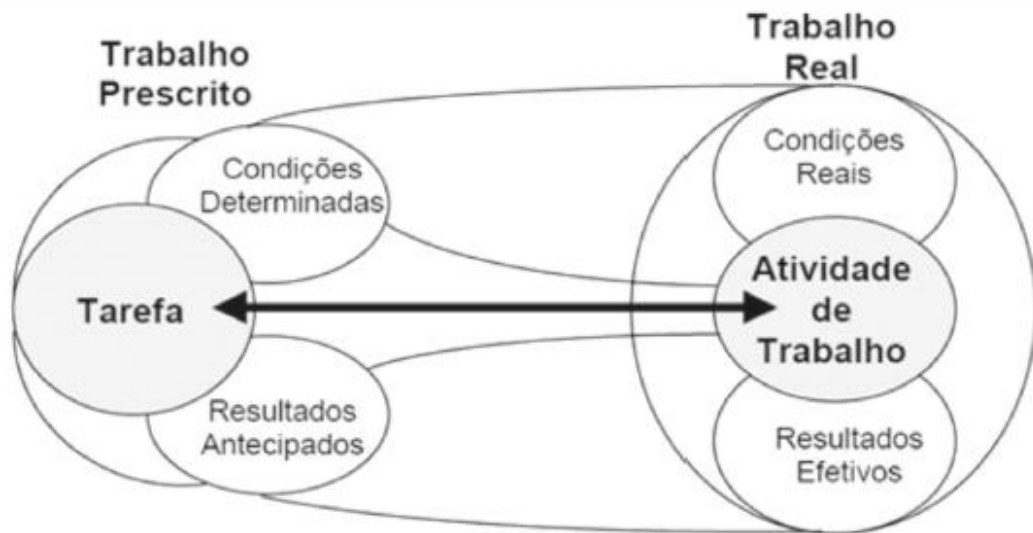 Trabalho
Prescrito
Condições
Determinadas
Tarefa
Resultados
Antecipados
Trabalho
Real
Condições
Reais
Atividade
de
Trabalho
Resultados
Efetivos